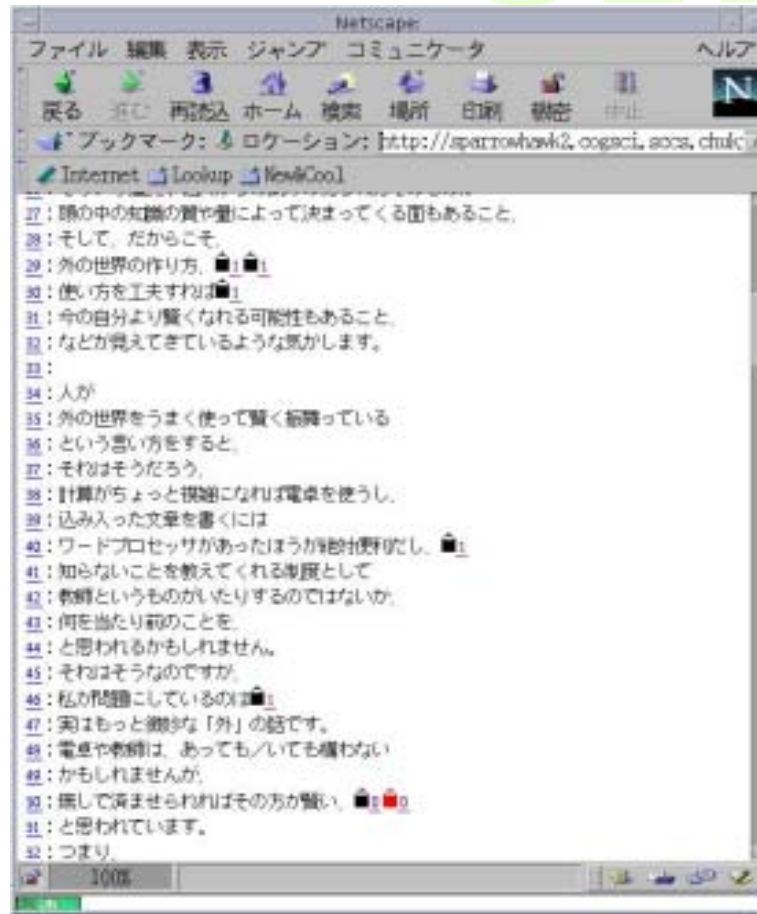 Netscape:
ファイル 編集 表示 ジャンプ コミュニケータ ヘルプ
戻る 進む 再読込 ホーム 検索 場所 印刷 機密 中止
ブックマーク: ロケーション: http://sparrowhawk2.cogsci.sccs.chuk
Internet Lookup New&Cool
27:頭の中の知識の質や量によって決まってくる面もあること、
28:そして、だからこそ、
29:外の世界の作り方、1 1
30:使い方を工夫すれば1
31:今の自分より賢くなれる可能性もあること、
32:などが見えてきているような気がします。
33:
34:人が
35:外の世界をうまく使って賢く振舞っている
36:という言い方をすると、
37:それはそうだろう、
38:計算がちょっと複雑になれば電卓を使うし、
39:込み入った文章を書くには
40:ワードプロセッサがあったほうが絶対便利だし、1
41:知らないことを教えてくれる制度として
42:教師というものがいたりするのではないか、
43:何を当たり前のことを、
44:と思われるかもしれません。
45:それはそうなのですが、
46:私が問題にしているのは1
47:実はもっと微妙な「外」の話です。
48:電卓や教師は、あっても/いても構わない
49:かもしれませんが、
50:無しで済ませられればその方が賢い、 0
51:と思われています。
52:つまり、
100%